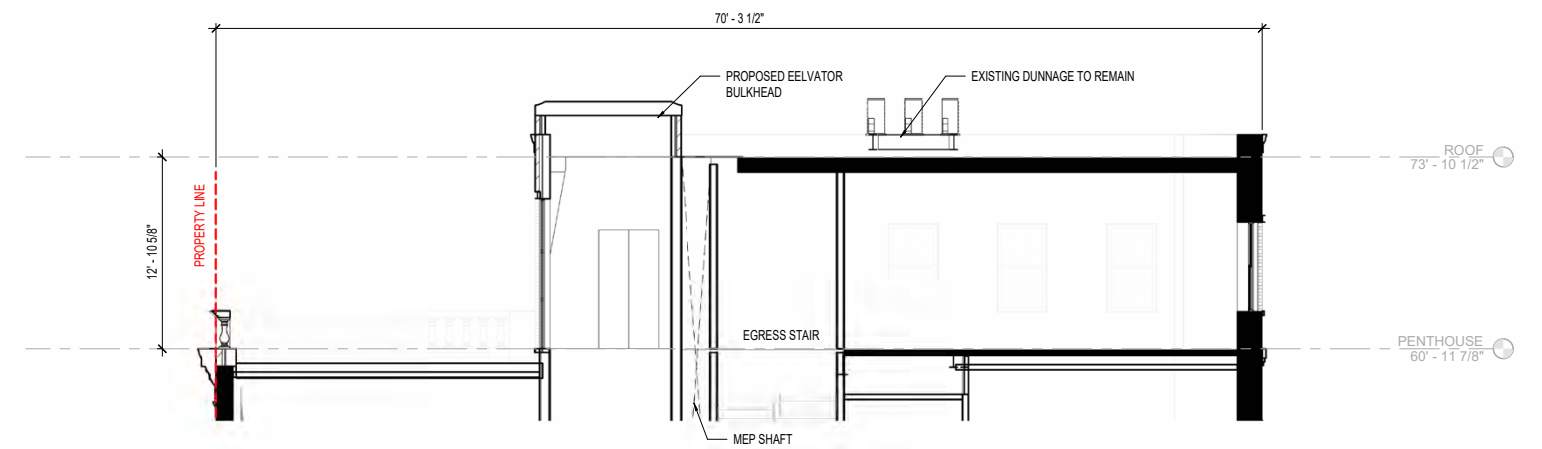 70' - 3 1/2"
PROPOSED EELVATOR
BULKHEAD
EXISTING DUNNAGE TO REMAIN
ROOF
73' - 10 1/2"
PROPERTY LINE
12' - 10 5/8"
EGRESS STAIR
PENTHOUSE
60' - 11 7/8"
MEP SHAFT